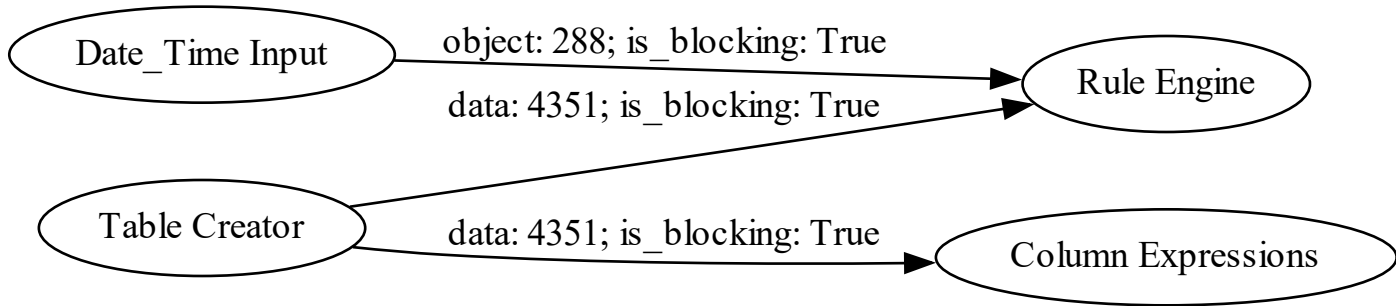 Date_Time Input
object: 288; is_blocking: True
Rule Engine
data: 4351; is_blocking: True
Table Creator
data: 4351; is_blocking: True
Column Expressions